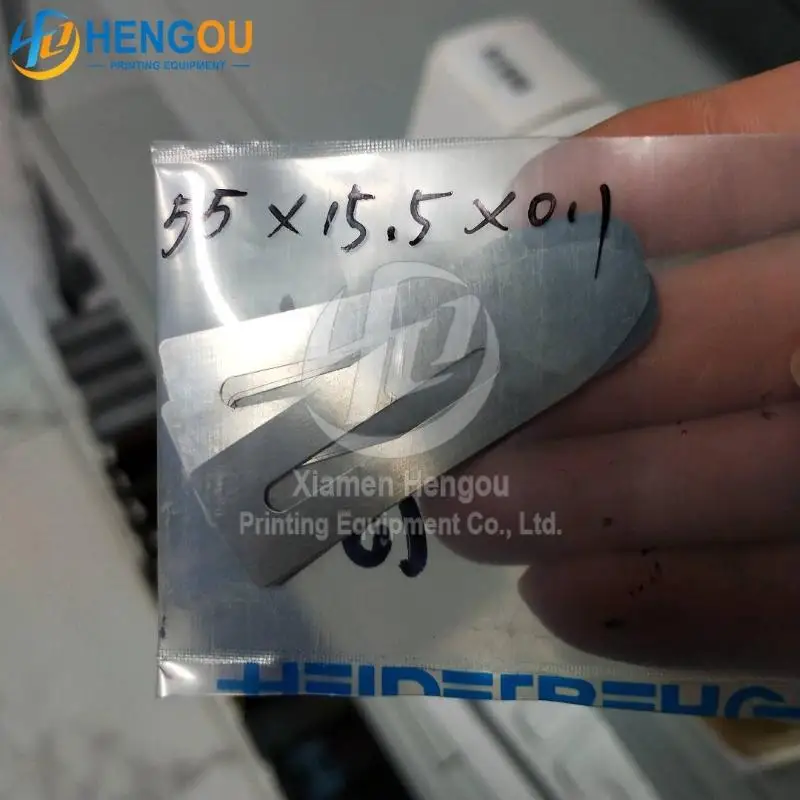 HENGOU
PRINTING EQUIPMENT
55 x 15.5 x 0.1
Xiamen Hengou
Printing Equipment Co., Ltd.
HEIDELBERG